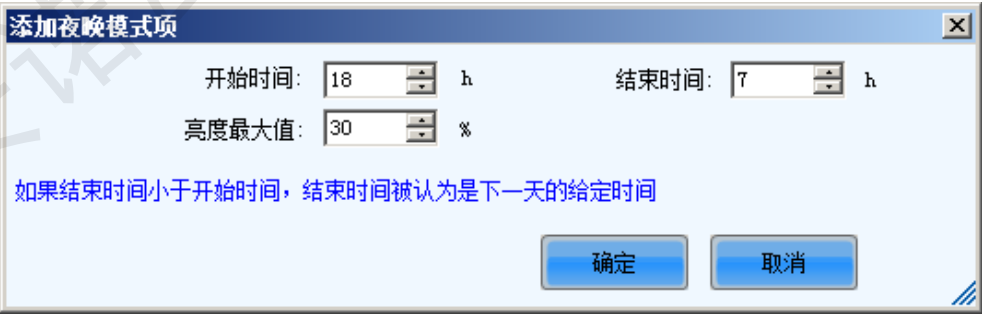 添加夜晚模式项
开始时间: 18 h 结束时间: 7 h
亮度最大值: 30 %
如果结束时间小于开始时间，结束时间被认为是下一天的给定时间
确定 取消